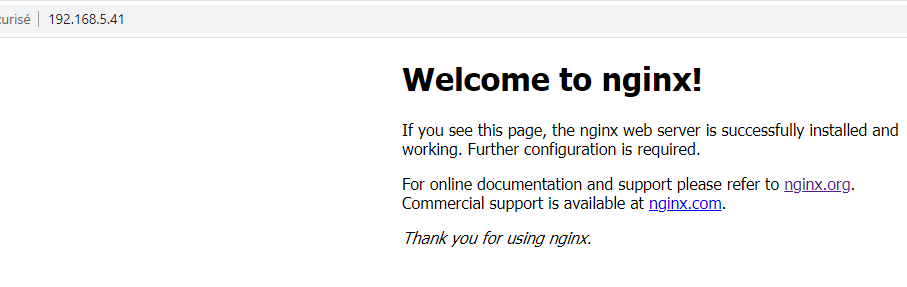 curisé 192.168.5.41
Welcome to nginx!
If you see this page, the nginx web server is successfully installed and
working. Further configuration is required.
For online documentation and support please refer to nginx.org.
Commercial support is available at nginx.com.
Thank you for using nginx.